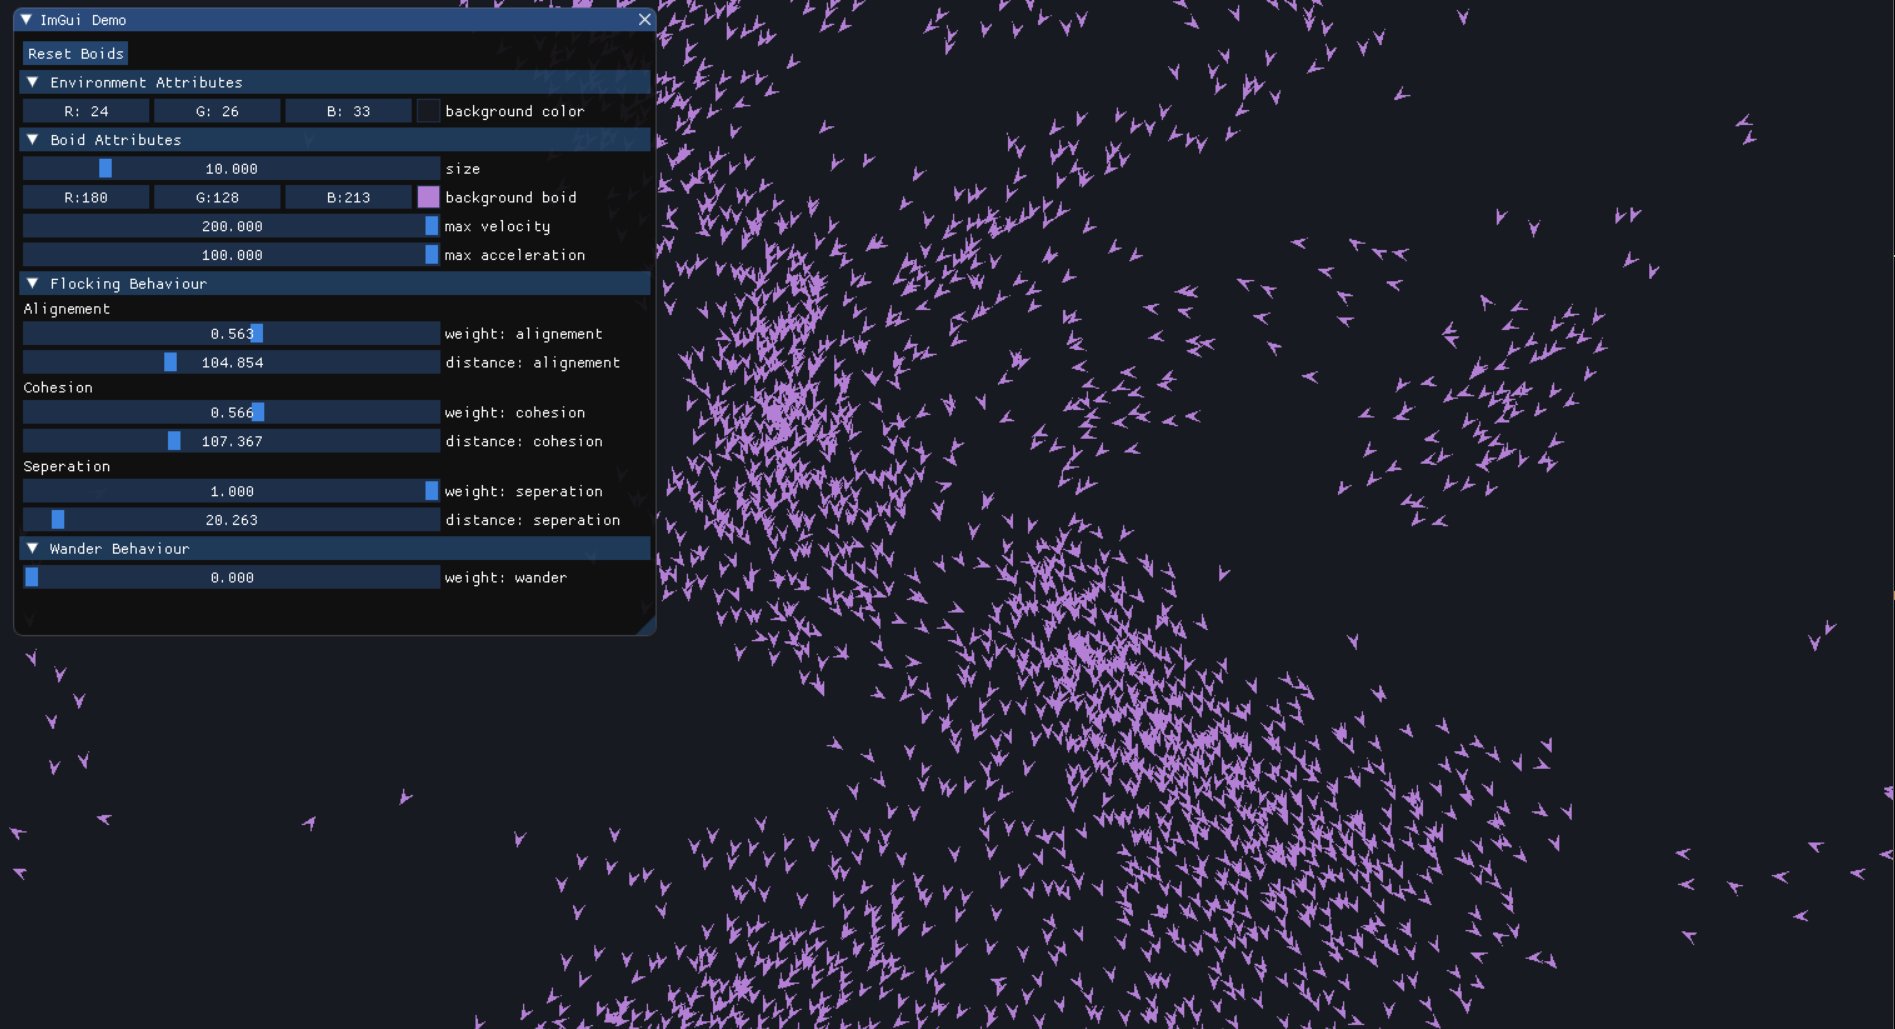 ImGui Demo
Reset Boids
Environment Attributes
R: 24 G: 26 B: 33 background color
Boid Attributes
10.000 size
R:180 G:128 B:213 background boid
200.000 max velocity
100.000 max acceleration
Flocking Behaviour
Alignement
0.563 weight: alignement
104.854 distance: alignement
Cohesion
0.566 weight: cohesion
107.367 distance: cohesion
Seperation
1.000 weight: seperation
20.263 distance: seperation
Wander Behaviour
0.000 weight: wander